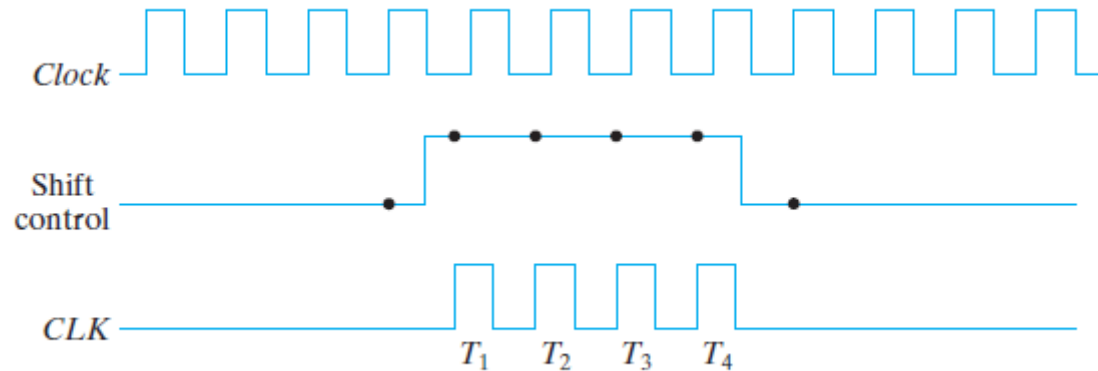 Clock
Shift
control
CLK
T₁ T₂ T₃ T₄